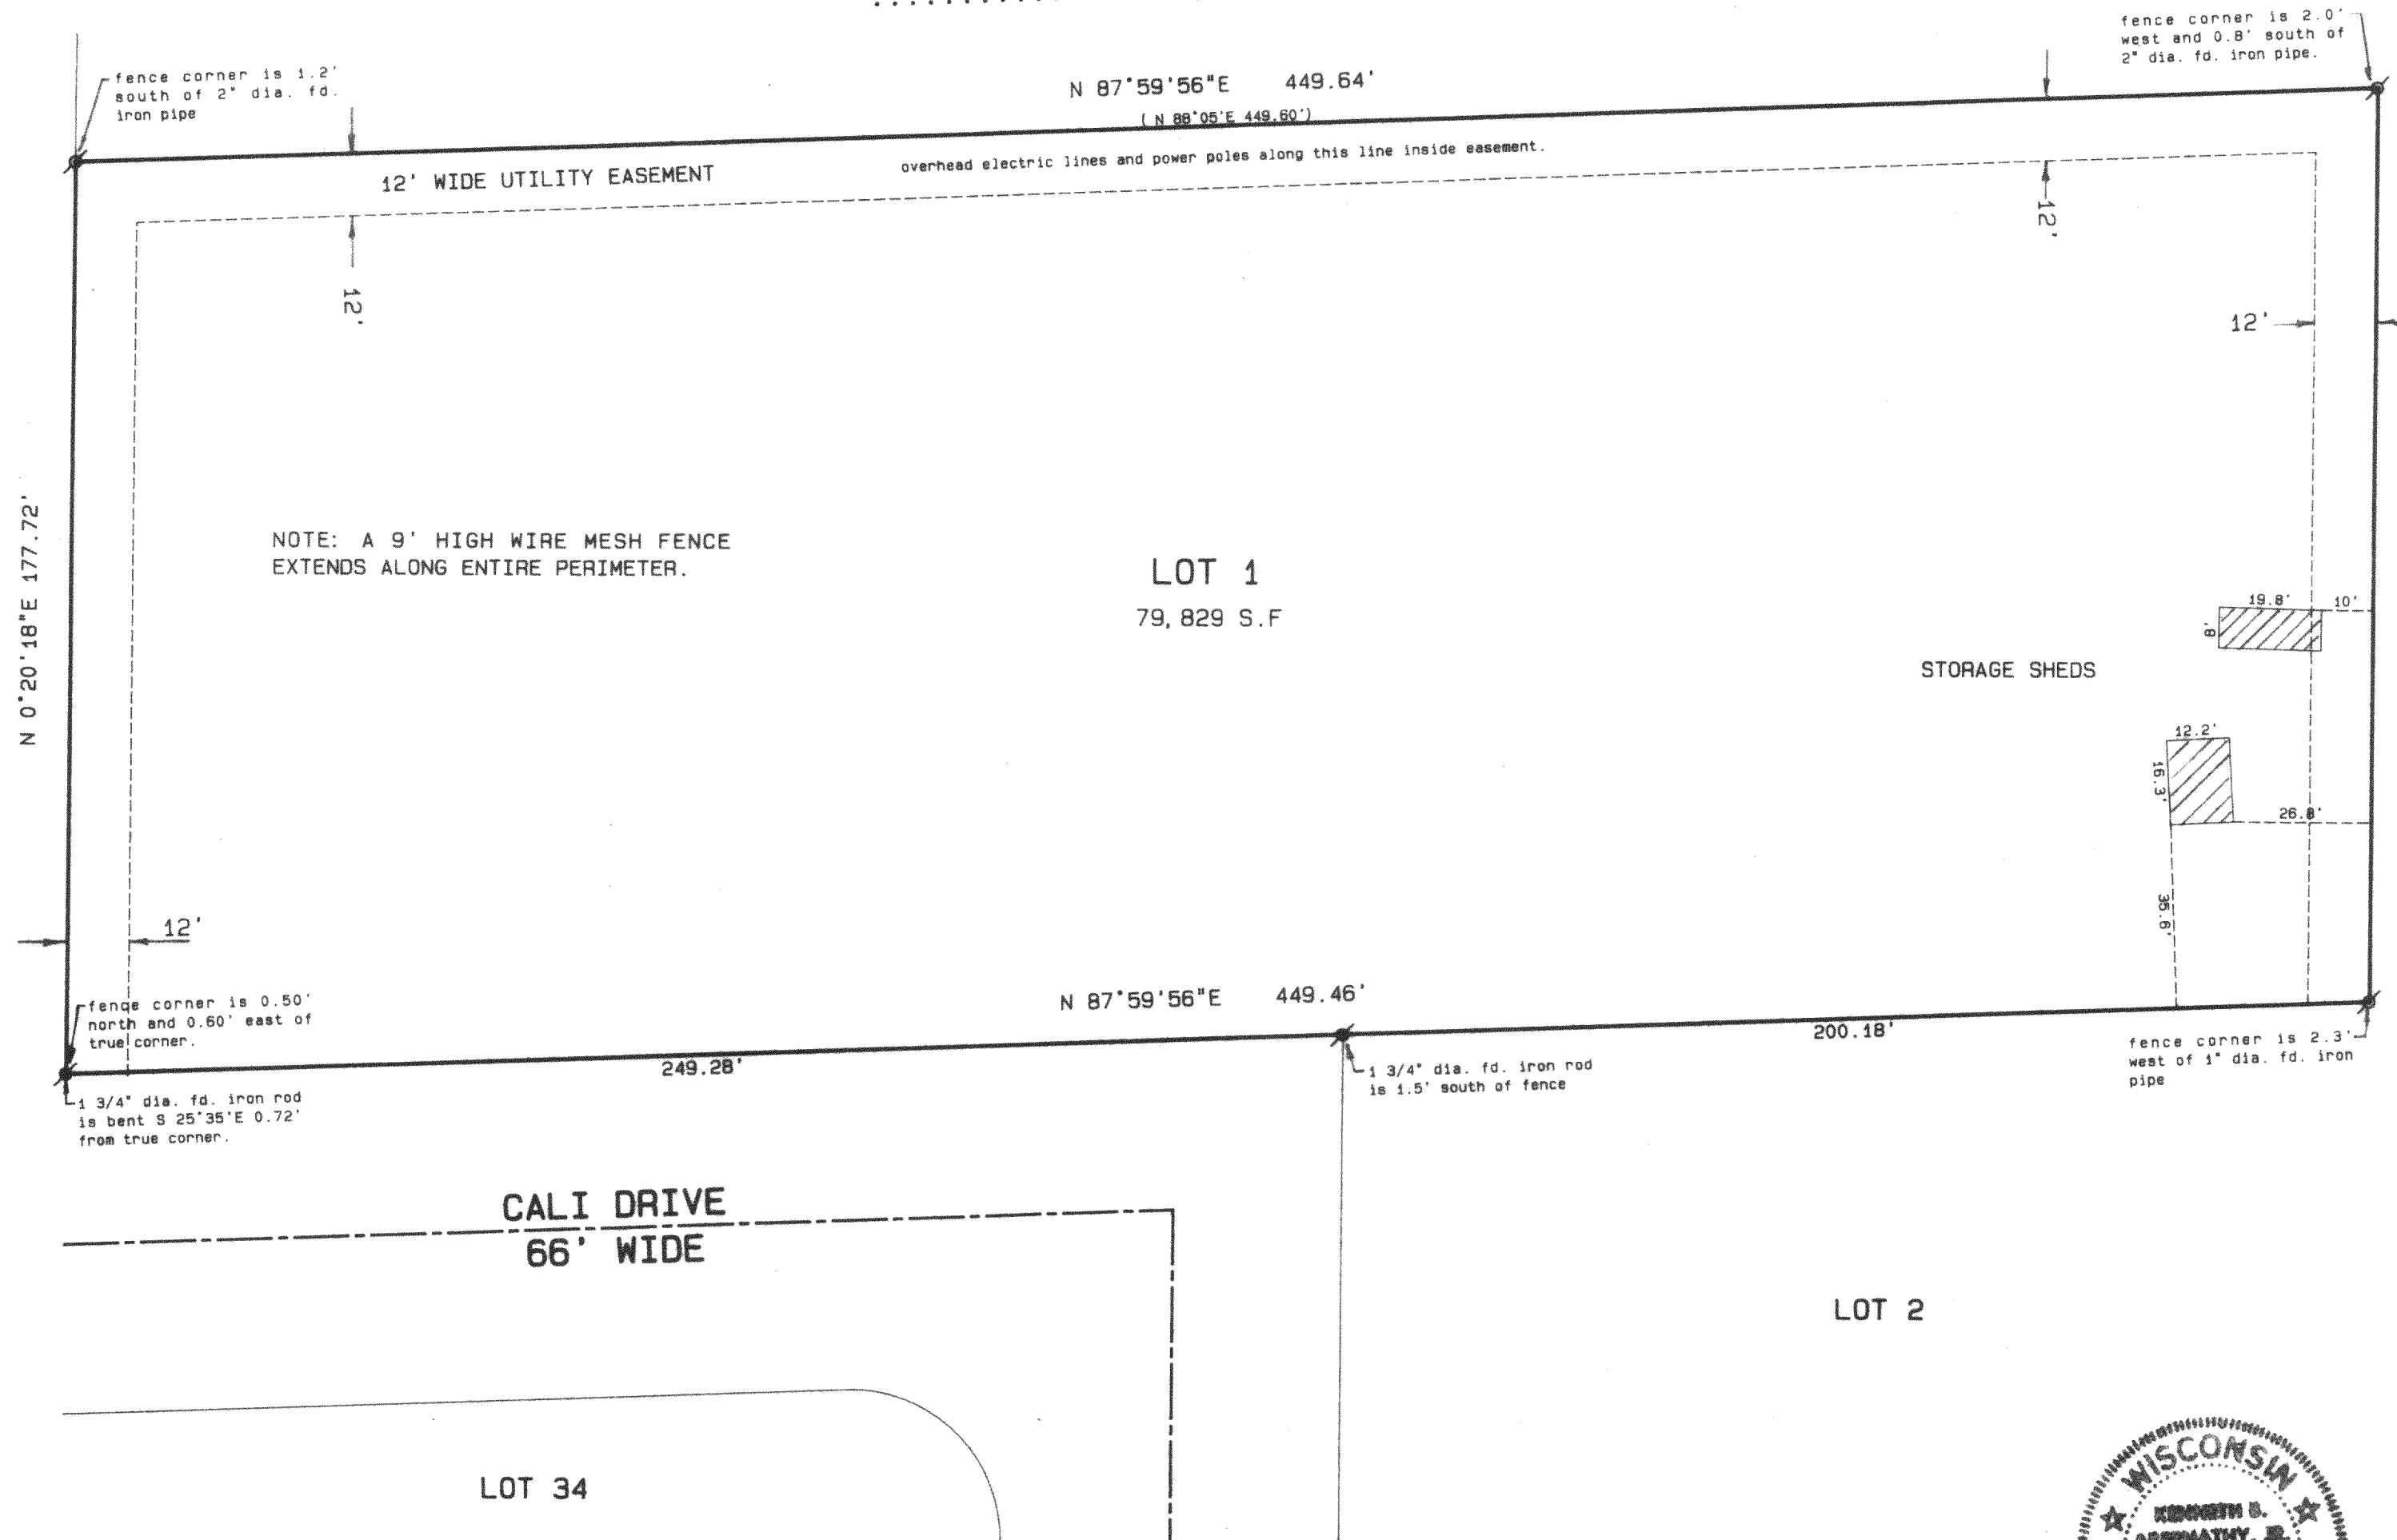 fence corner is 1.2'
south of 2" dia. fd.
iron pipe
N 87°59'56"E 449.64'
( N 88°05'E 449.60')
fence corner is 2.0'
west and 0.8' south of
2" dia. fd. iron pipe.
12' WIDE UTILITY EASEMENT
overhead electric lines and power poles along this line inside easement.
12'
12'
12'
N 0°20'18"E 177.72'
NOTE: A 9' HIGH WIRE MESH FENCE
EXTENDS ALONG ENTIRE PERIMETER.
LOT 1
79,829 S.F
19.8'
10'
8'
STORAGE SHEDS
12.2'
16.3'
26.8'
35.6'
12'
fence corner is 0.50'
north and 0.60' east of
true corner.
N 87°59'56"E 449.46'
249.28'
200.18'
1 3/4" dia. fd. iron rod
is bent S 25°35'E 0.72'
from true corner.
1 3/4" dia. fd. iron rod
is 1.5' south of fence
fence corner is 2.3'
west of 1" dia. fd. iron
pipe
CALI DRIVE
66' WIDE
LOT 2
LOT 34
WISCONSIN
KENNETH B.